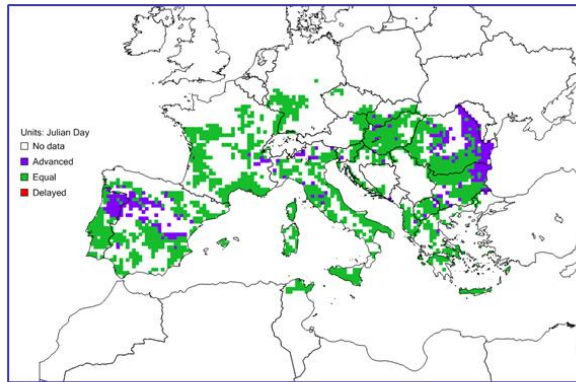 Units: Julian Day
No data
Advanced
Equal
Delayed